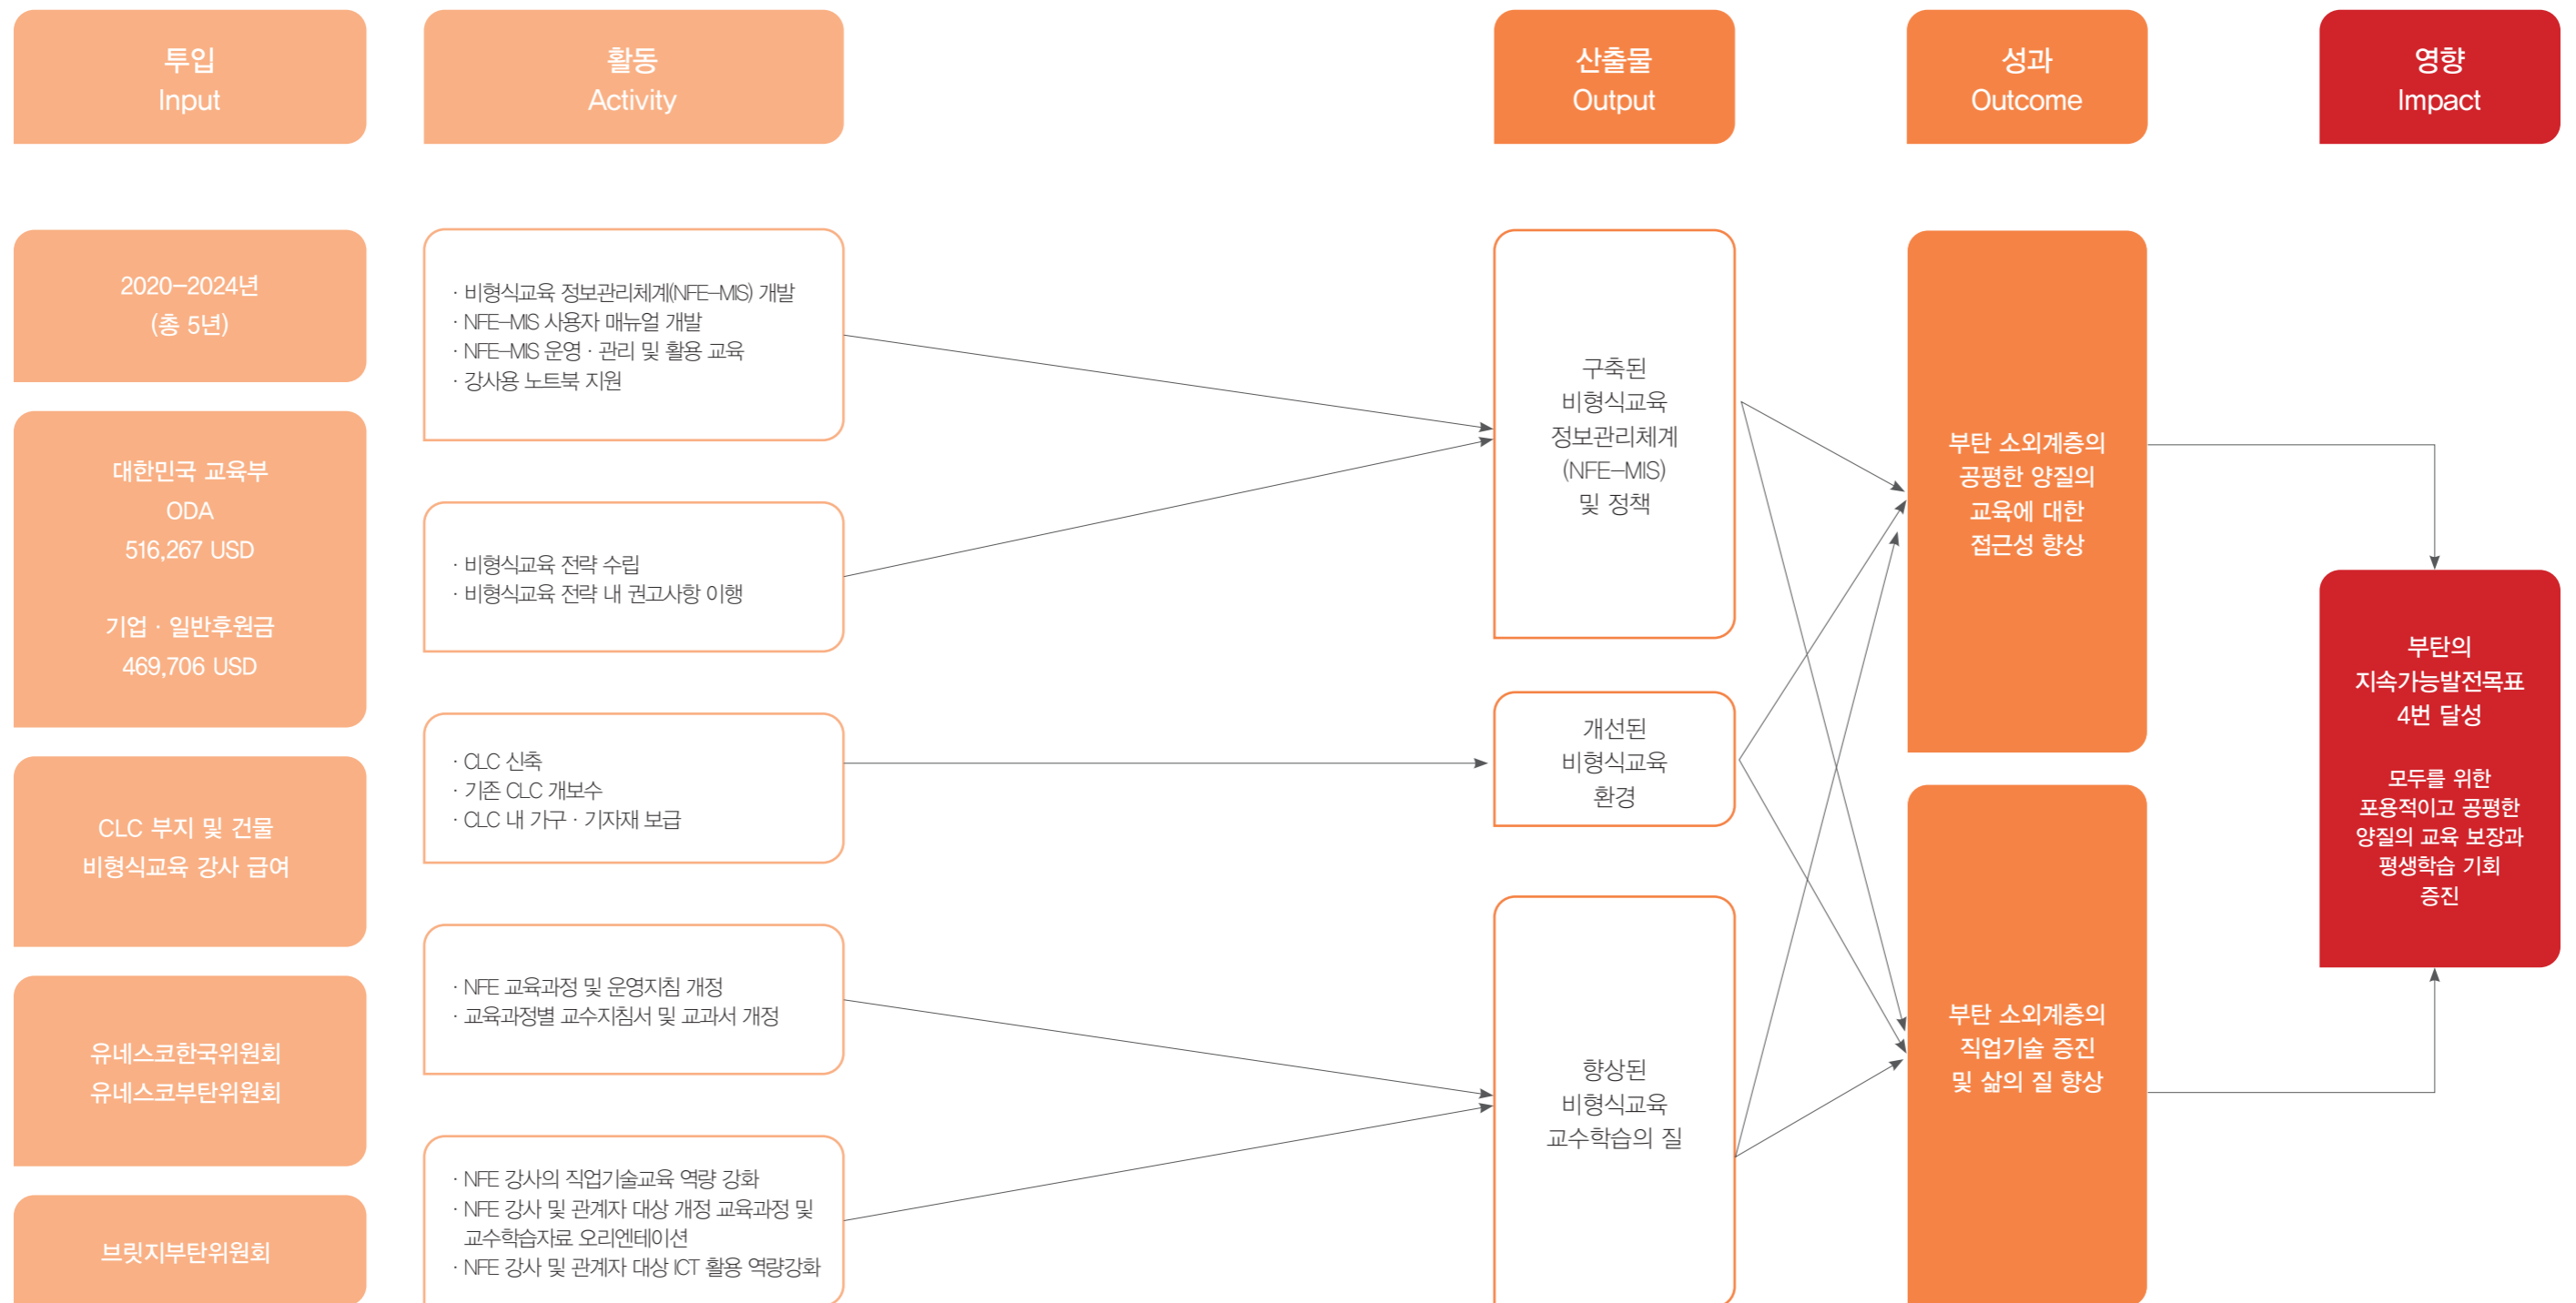 투입
Input
활동
Activity
산출물
Output
성과
Outcome
영향
Impact
2020–2024년
(총 5년)
대한민국 교육부
ODA
516,267 USD
기업 · 일반후원금
469,706 USD
CLC 부지 및 건물
비형식교육 강사 급여
유네스코한국위원회
유네스코부탄위원회
브릿지부탄위원회
· 비형식교육 정보관리체계(NFE–MIS) 개발
· NFE–MIS 사용자 매뉴얼 개발
· NFE–MIS 운영 · 관리 및 활용 교육
· 강사용 노트북 지원
· 비형식교육 전략 수립
· 비형식교육 전략 내 권고사항 이행
· CLC 신축
· 기존 CLC 개보수
· CLC 내 가구 · 기자재 보급
· NFE 교육과정 및 운영지침 개정
· 교육과정별 교수지침서 및 교과서 개정
· NFE 강사의 직업기술교육 역량 강화
· NFE 강사 및 관계자 대상 개정 교육과정 및
교수학습자료 오리엔테이션
· NFE 강사 및 관계자 대상 ICT 활용 역량강화
구축된
비형식교육
정보관리체계
(NFE–MIS)
및 정책
개선된
비형식교육
환경
향상된
비형식교육
교수학습의 질
부탄 소외계층의
공평한 양질의
교육에 대한
접근성 향상
부탄 소외계층의
직업기술 증진
및 삶의 질 향상
부탄의
지속가능발전목표
4번 달성
모두를 위한
포용적이고 공평한
양질의 교육 보장과
평생학습 기회
증진